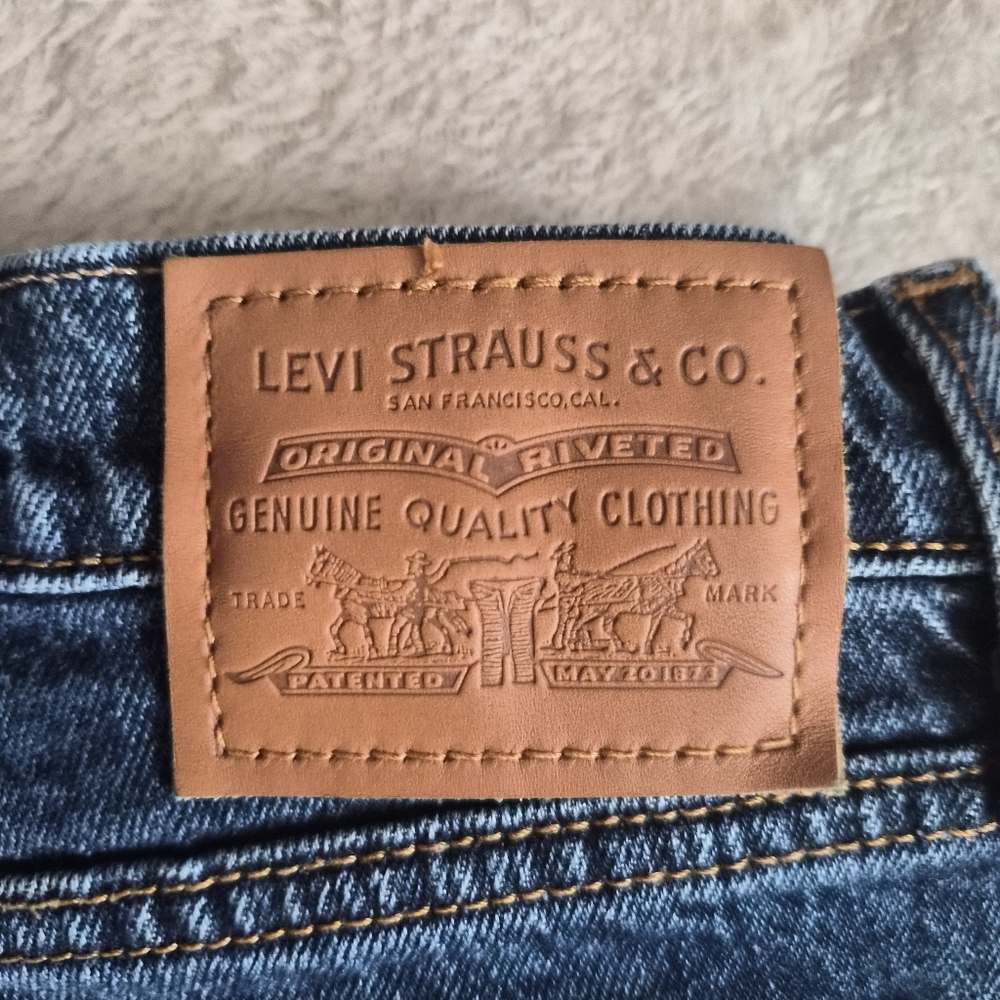 LEVI STRAUSS & CO.
SAN FRANCISCO, CAL.
ORIGINAL RIVETED
GENUINE QUALITY CLOTHING
TRADE MARK
PATENTED MAY 20 1873